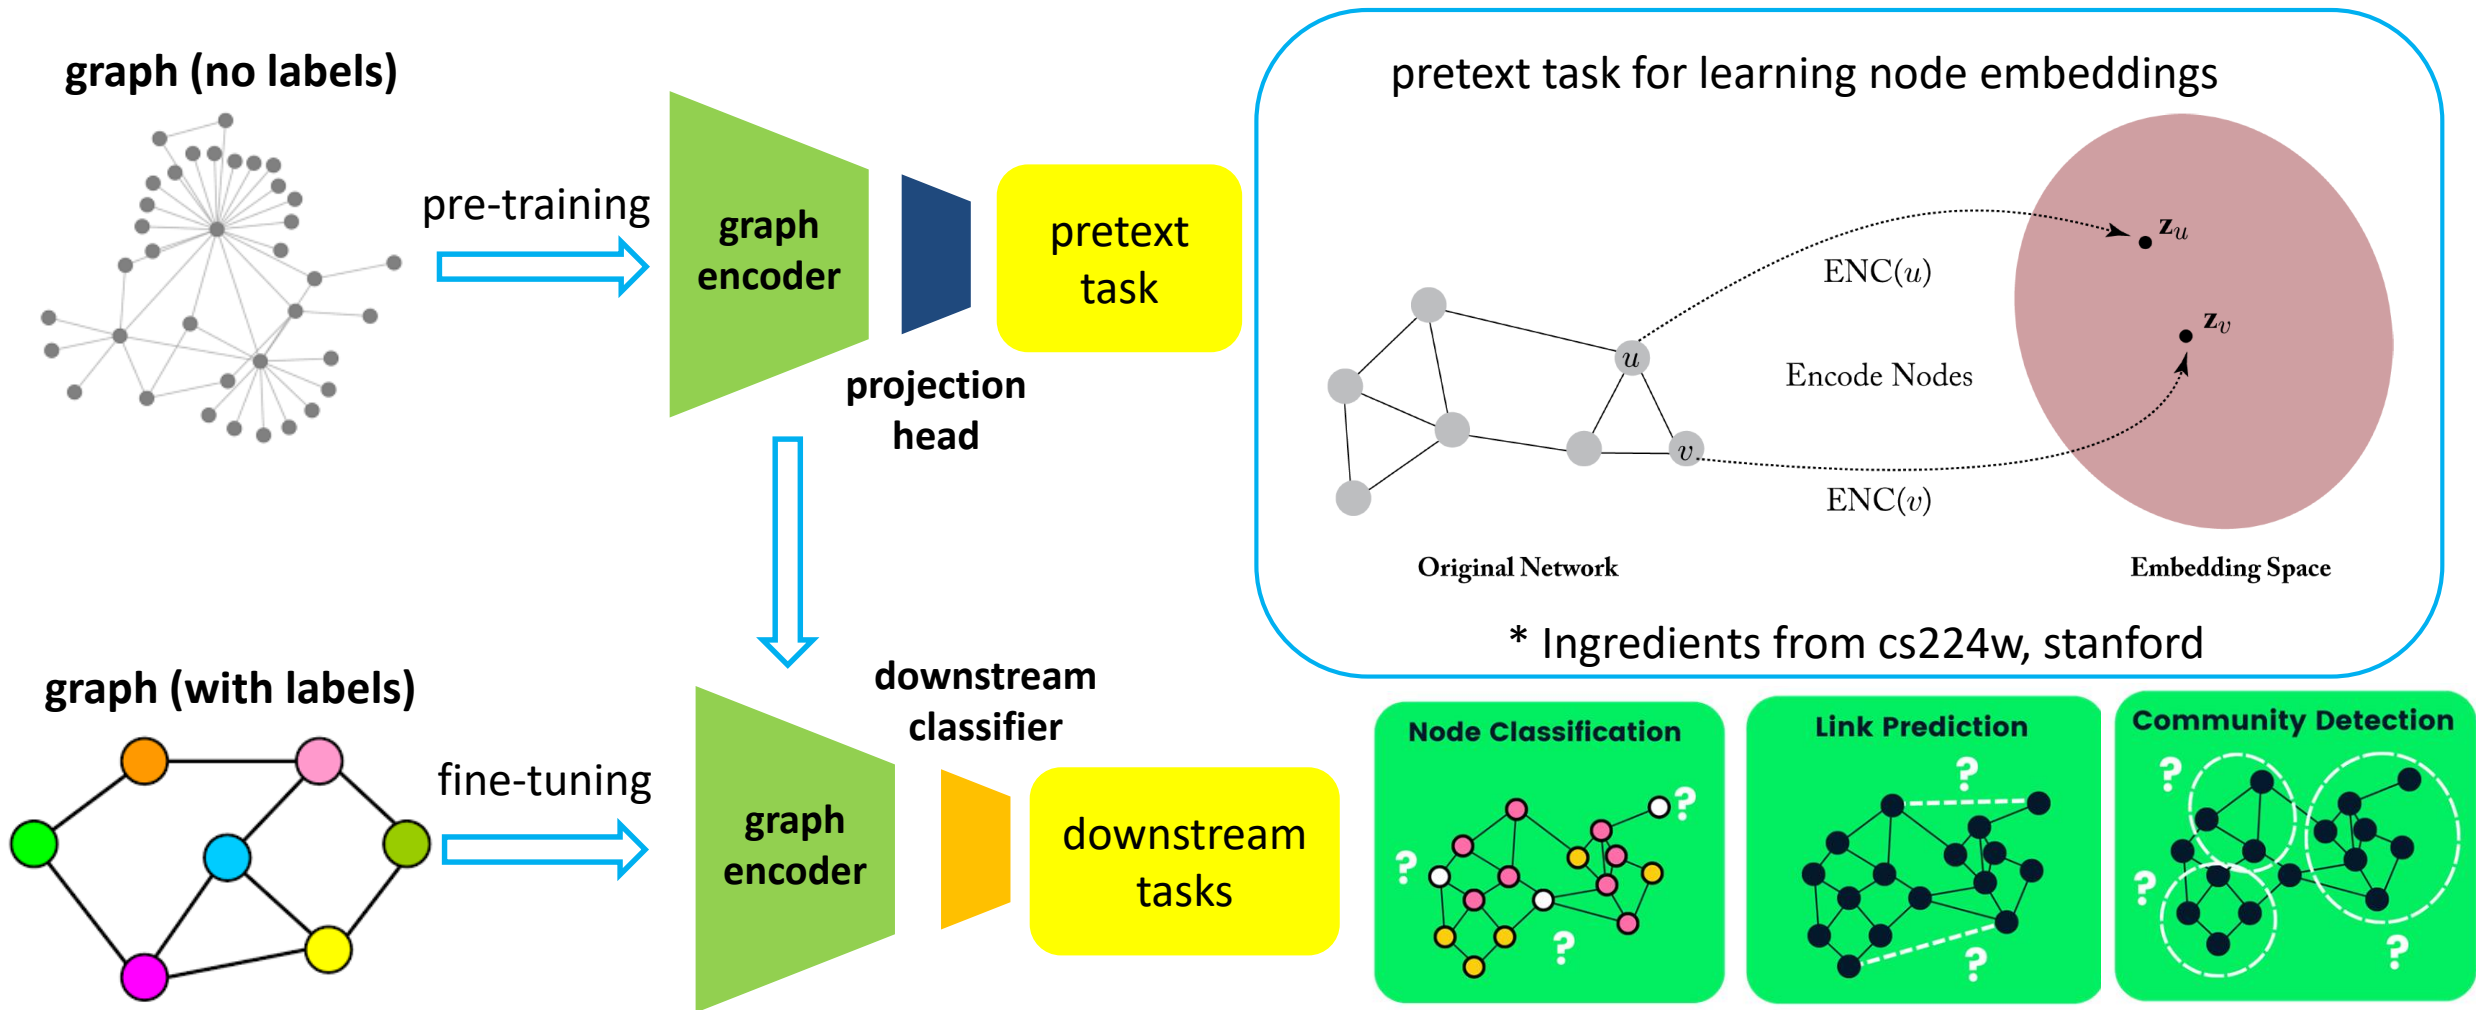 graph (no labels)
pre-training
graph
encoder
projection
head
pretext
task
pretext task for learning node embeddings
z_u
ENC(u)
z_v
u
Encode Nodes
v
ENC(v)
Original Network
Embedding Space
* Ingredients from cs224w, stanford
graph (with labels)
fine-tuning
graph
encoder
downstream
classifier
downstream
tasks
Node Classification
?
?
?
Link Prediction
?
?
Community Detection
?
?
?